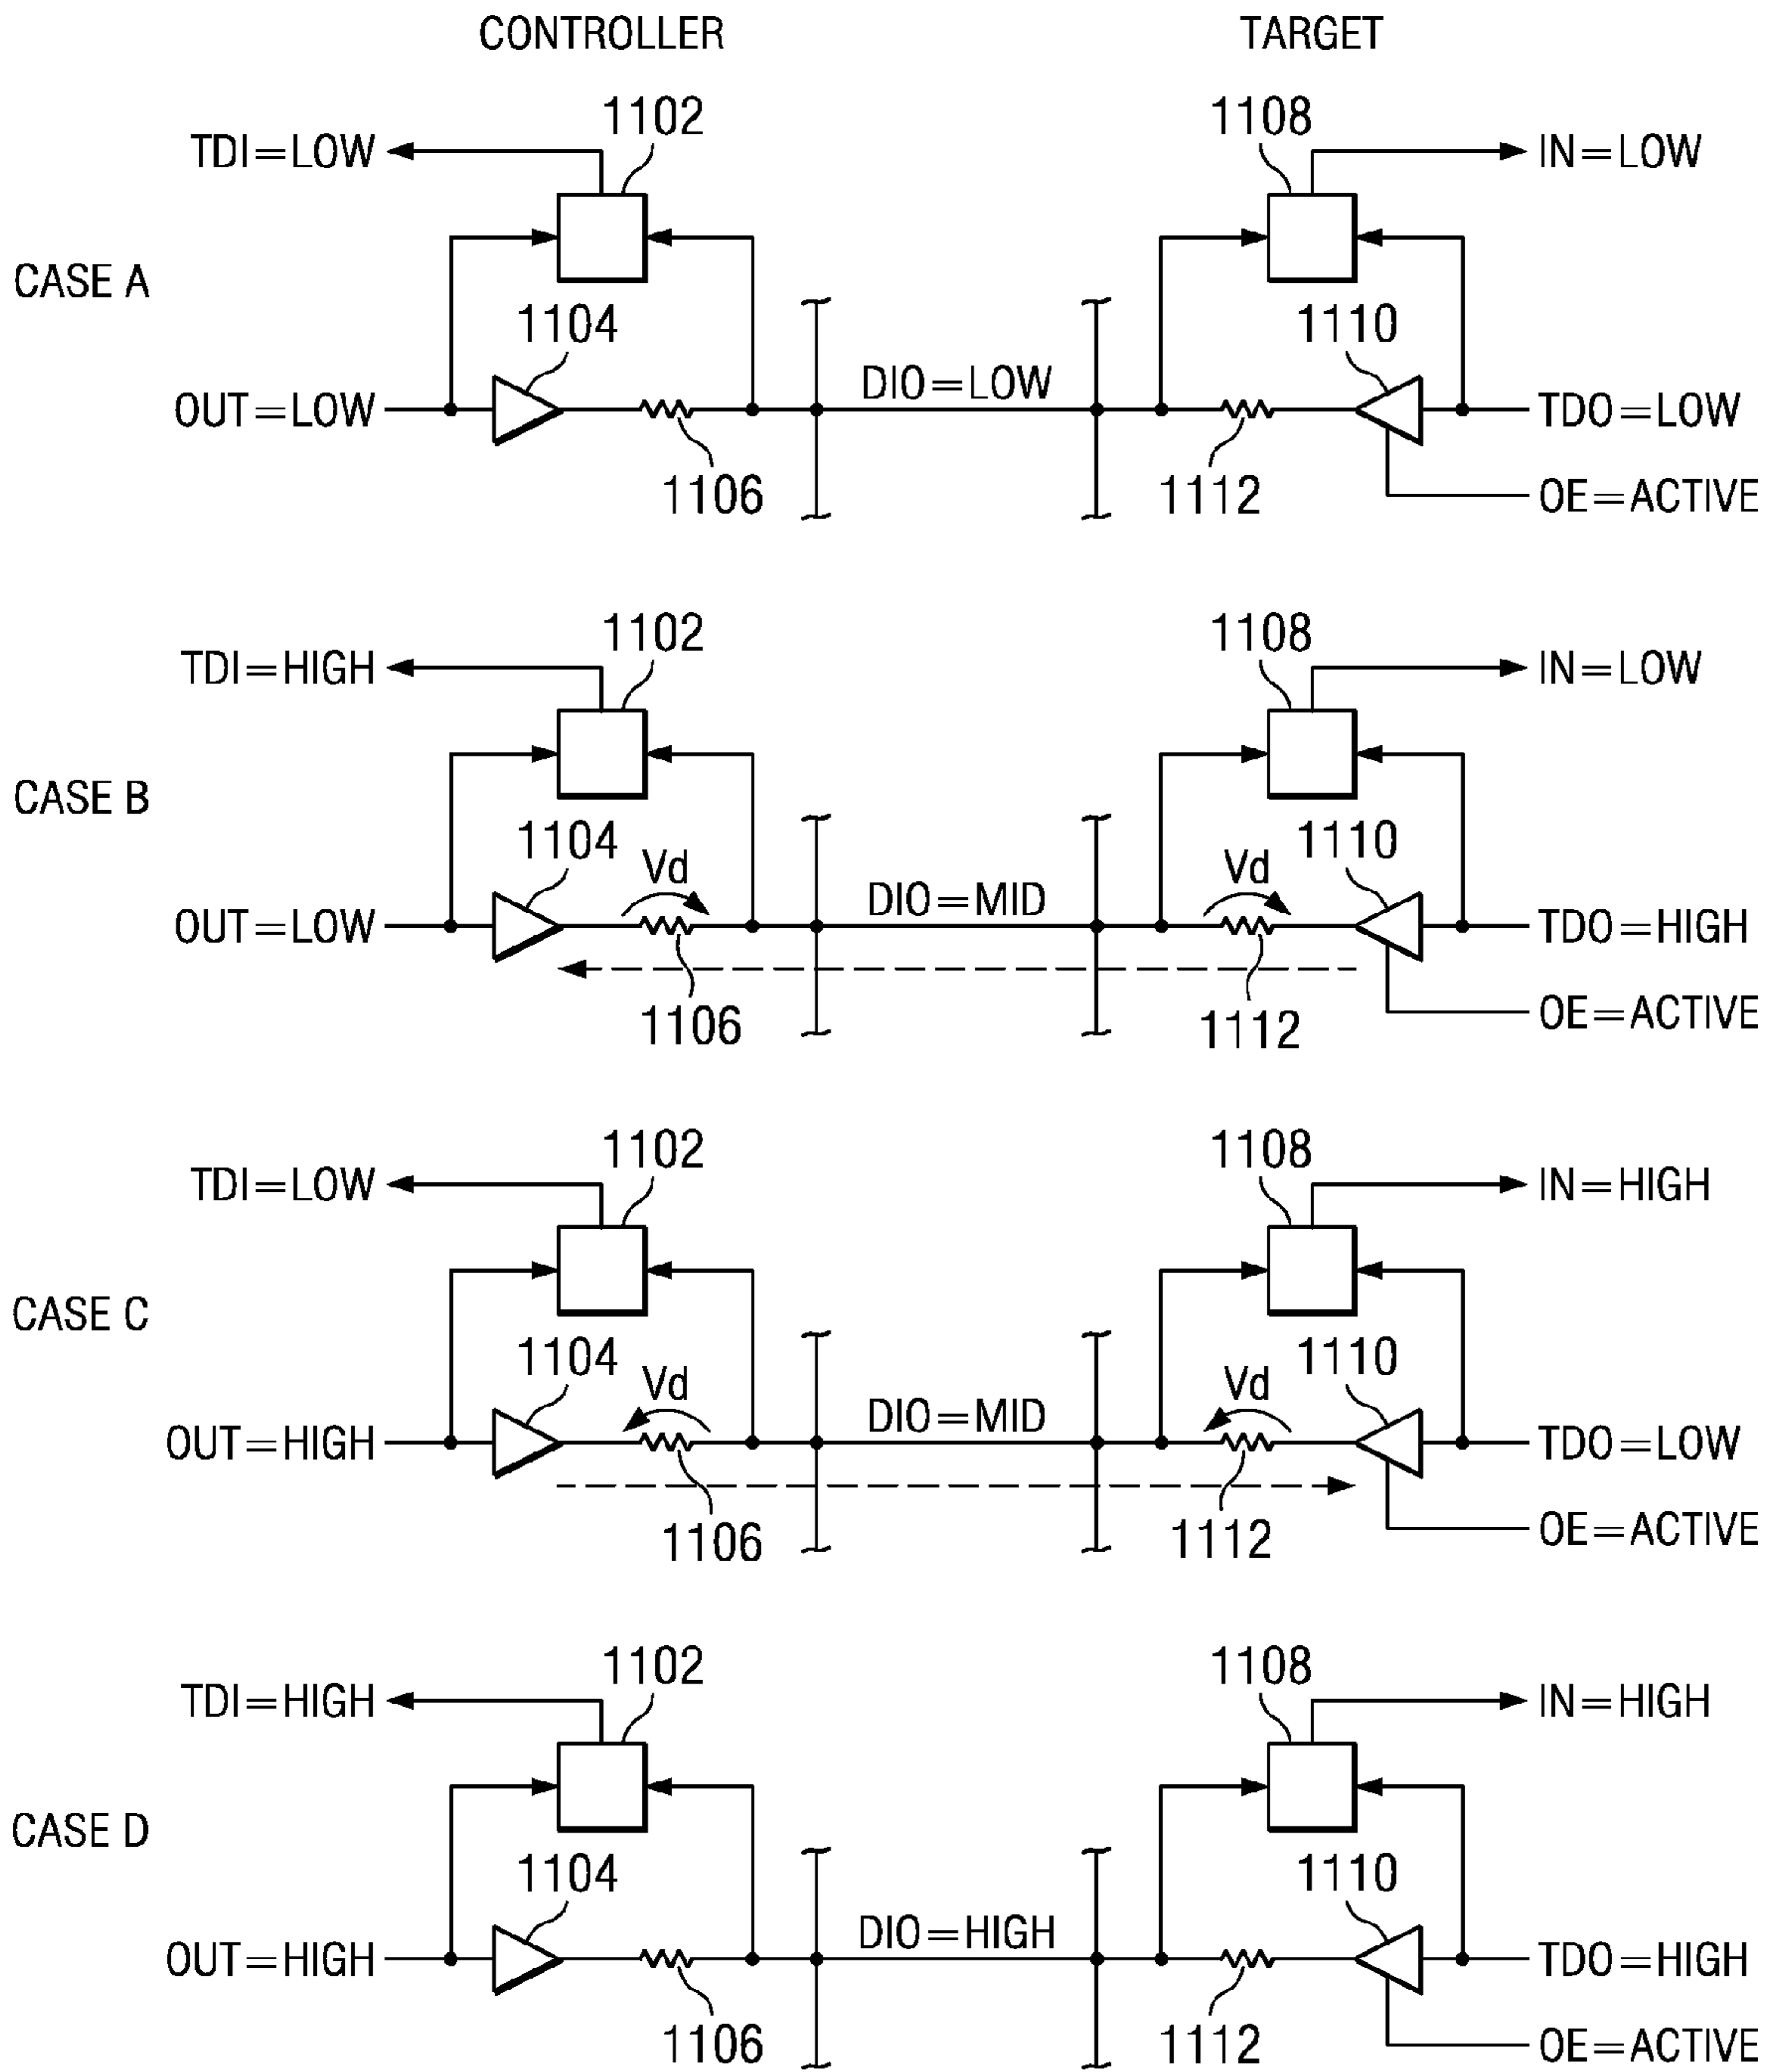 CONTROLLER TARGET
1102 1108
TDI=LOW IN=LOW
CASE A
1104 1110
DIO=LOW
OUT=LOW TDO=LOW
1106 1112 OE=ACTIVE
1102 1108
TDI=HIGH IN=LOW
CASE B
1104 Vd Vd 1110
DIO=MID
OUT=LOW TDO=HIGH
1106 1112 OE=ACTIVE
1102 1108
TDI=LOW IN=HIGH
CASE C
1104 Vd Vd 1110
DIO=MID
OUT=HIGH TDO=LOW
1106 1112 OE=ACTIVE
1102 1108
TDI=HIGH IN=HIGH
CASE D
1104 1110
DIO=HIGH
OUT=HIGH TDO=HIGH
1106 1112 OE=ACTIVE